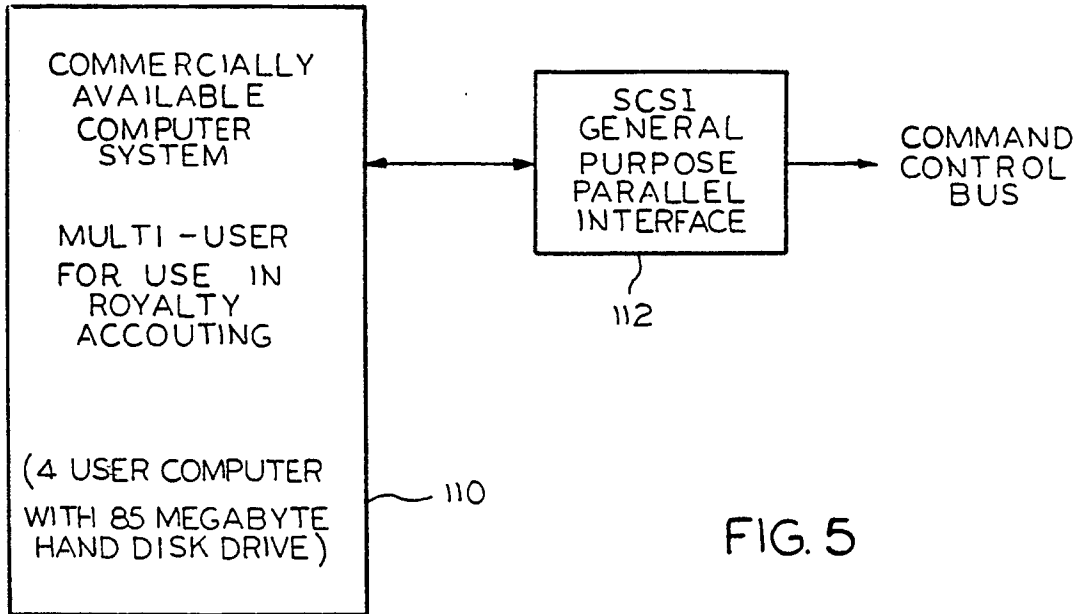 COMMERCIALLY
AVAILABLE
COMPUTER
SYSTEM
MULTI-USER
FOR USE IN
ROYALTY
ACCOUTING
(4 USER COMPUTER
WITH 85 MEGABYTE
HAND DISK DRIVE)
110
SCSI
GENERAL
PURPOSE
PARALLEL
INTERFACE
112
COMMAND
CONTROL
BUS
FIG. 5